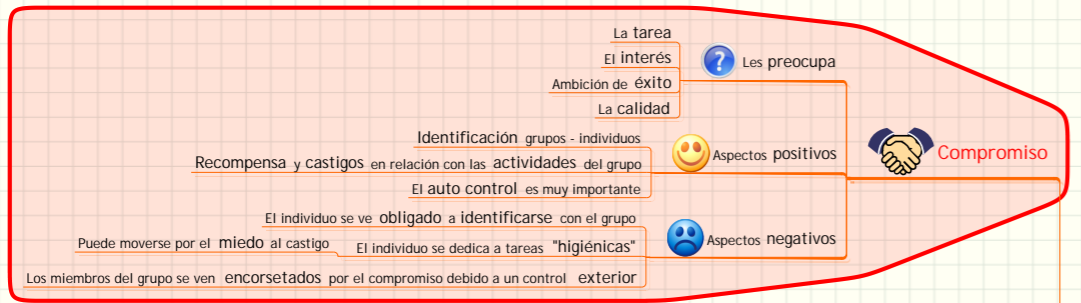 La tarea
El interés
Ambición de éxito
La calidad
Les preocupa
Identificación grupos - individuos
Recompensa y castigos en relación con las actividades del grupo
El auto control es muy importante
Aspectos positivos
Compromiso
El individuo se ve obligado a identificarse con el grupo
Puede moverse por el miedo al castigo
El individuo se dedica a tareas "higiénicas"
Los miembros del grupo se ven encorsetados por el compromiso debido a un control exterior
Aspectos negativos